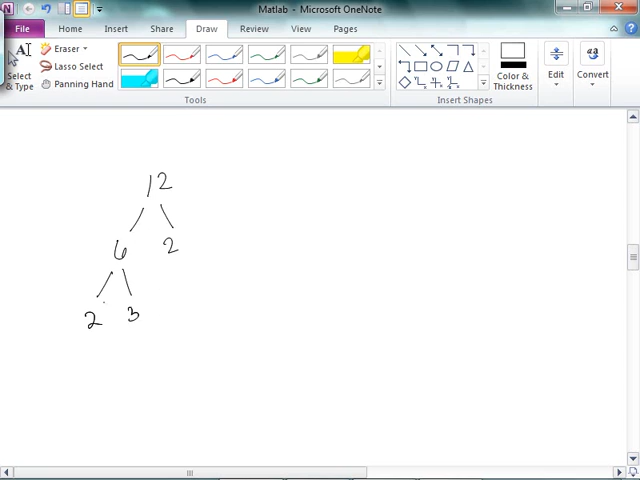 Matlab - Microsoft OneNote
File Home Insert Share Draw Review View Pages
Select & Type
Eraser
Lasso Select
Panning Hand
Color & Thickness
Edit
Convert
Tools
Insert Shapes
12
6 2
2 3